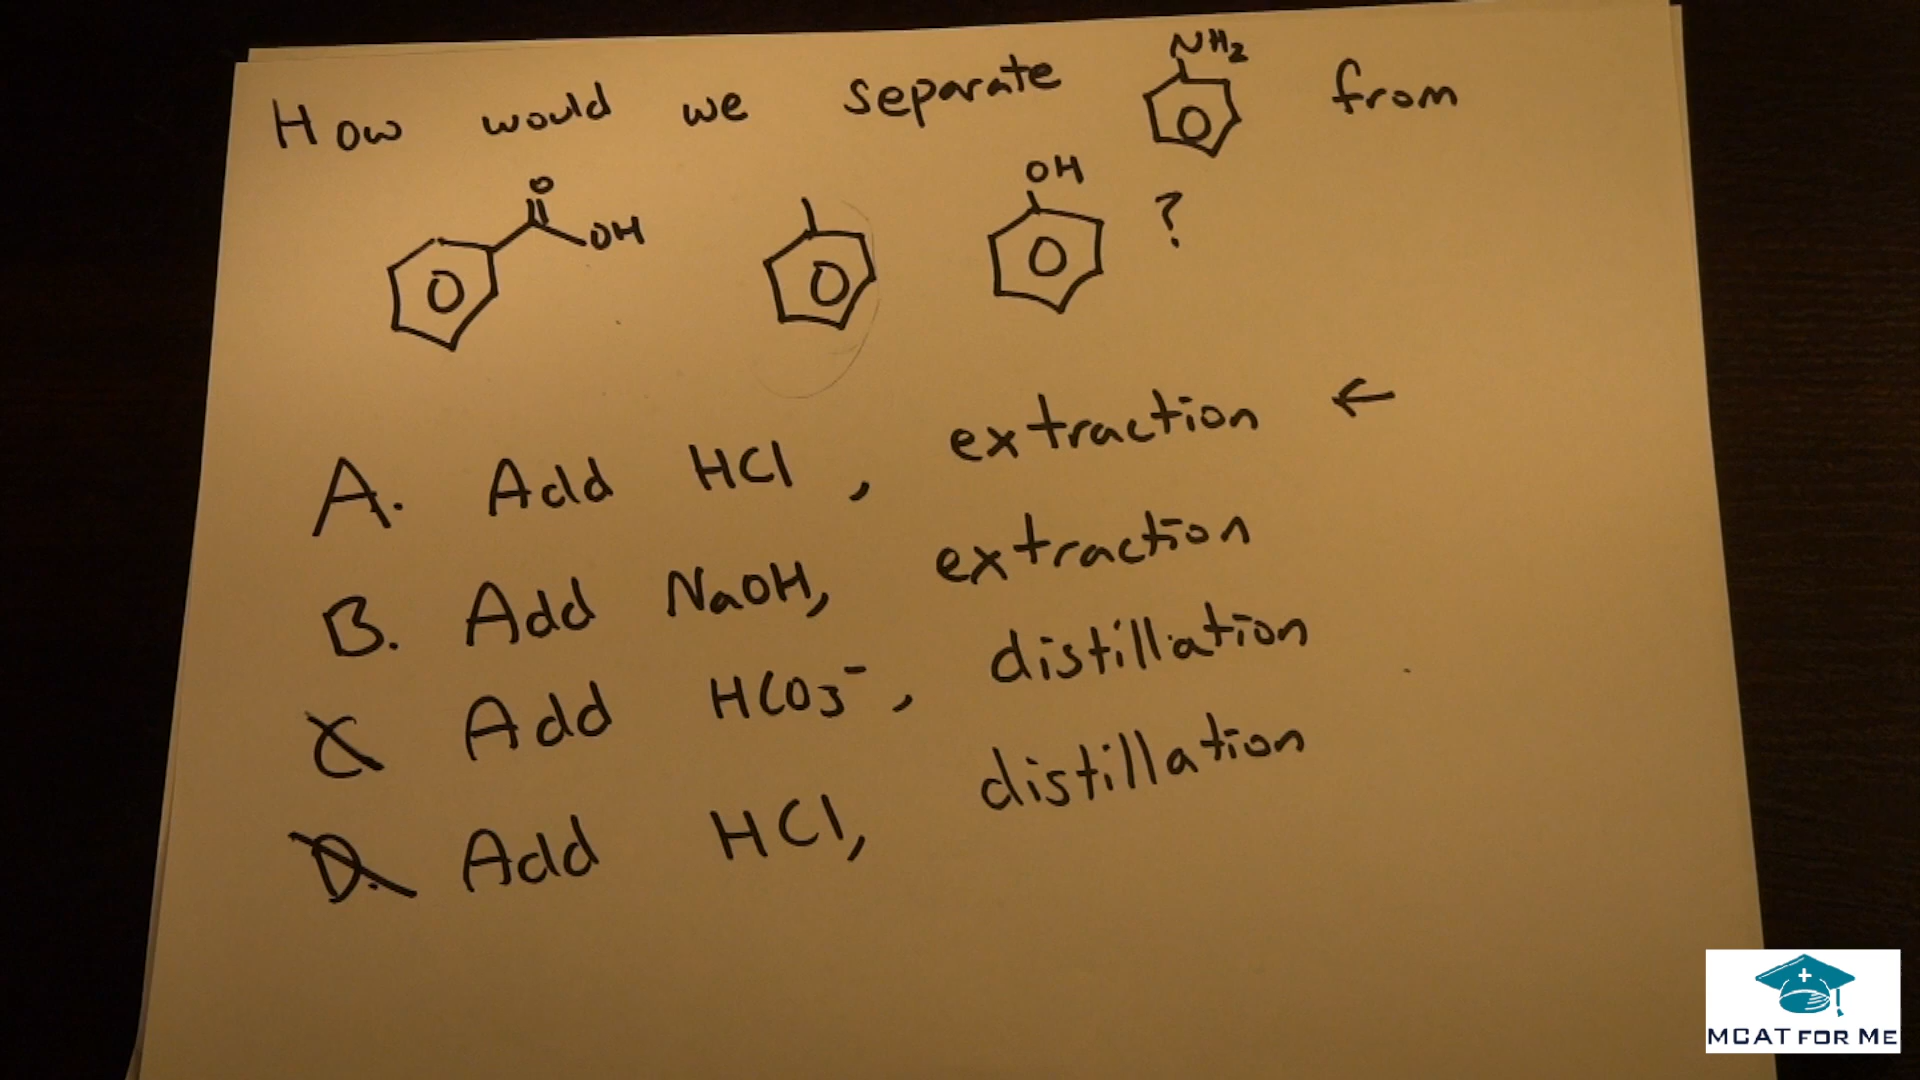 How would we separate NH2 from
O OH OH ?
A. Add HCl, extraction ←
B. Add NaOH, extraction
C Add HCO3-, distillation
D. Add HCl, distillation
MCAT FOR ME